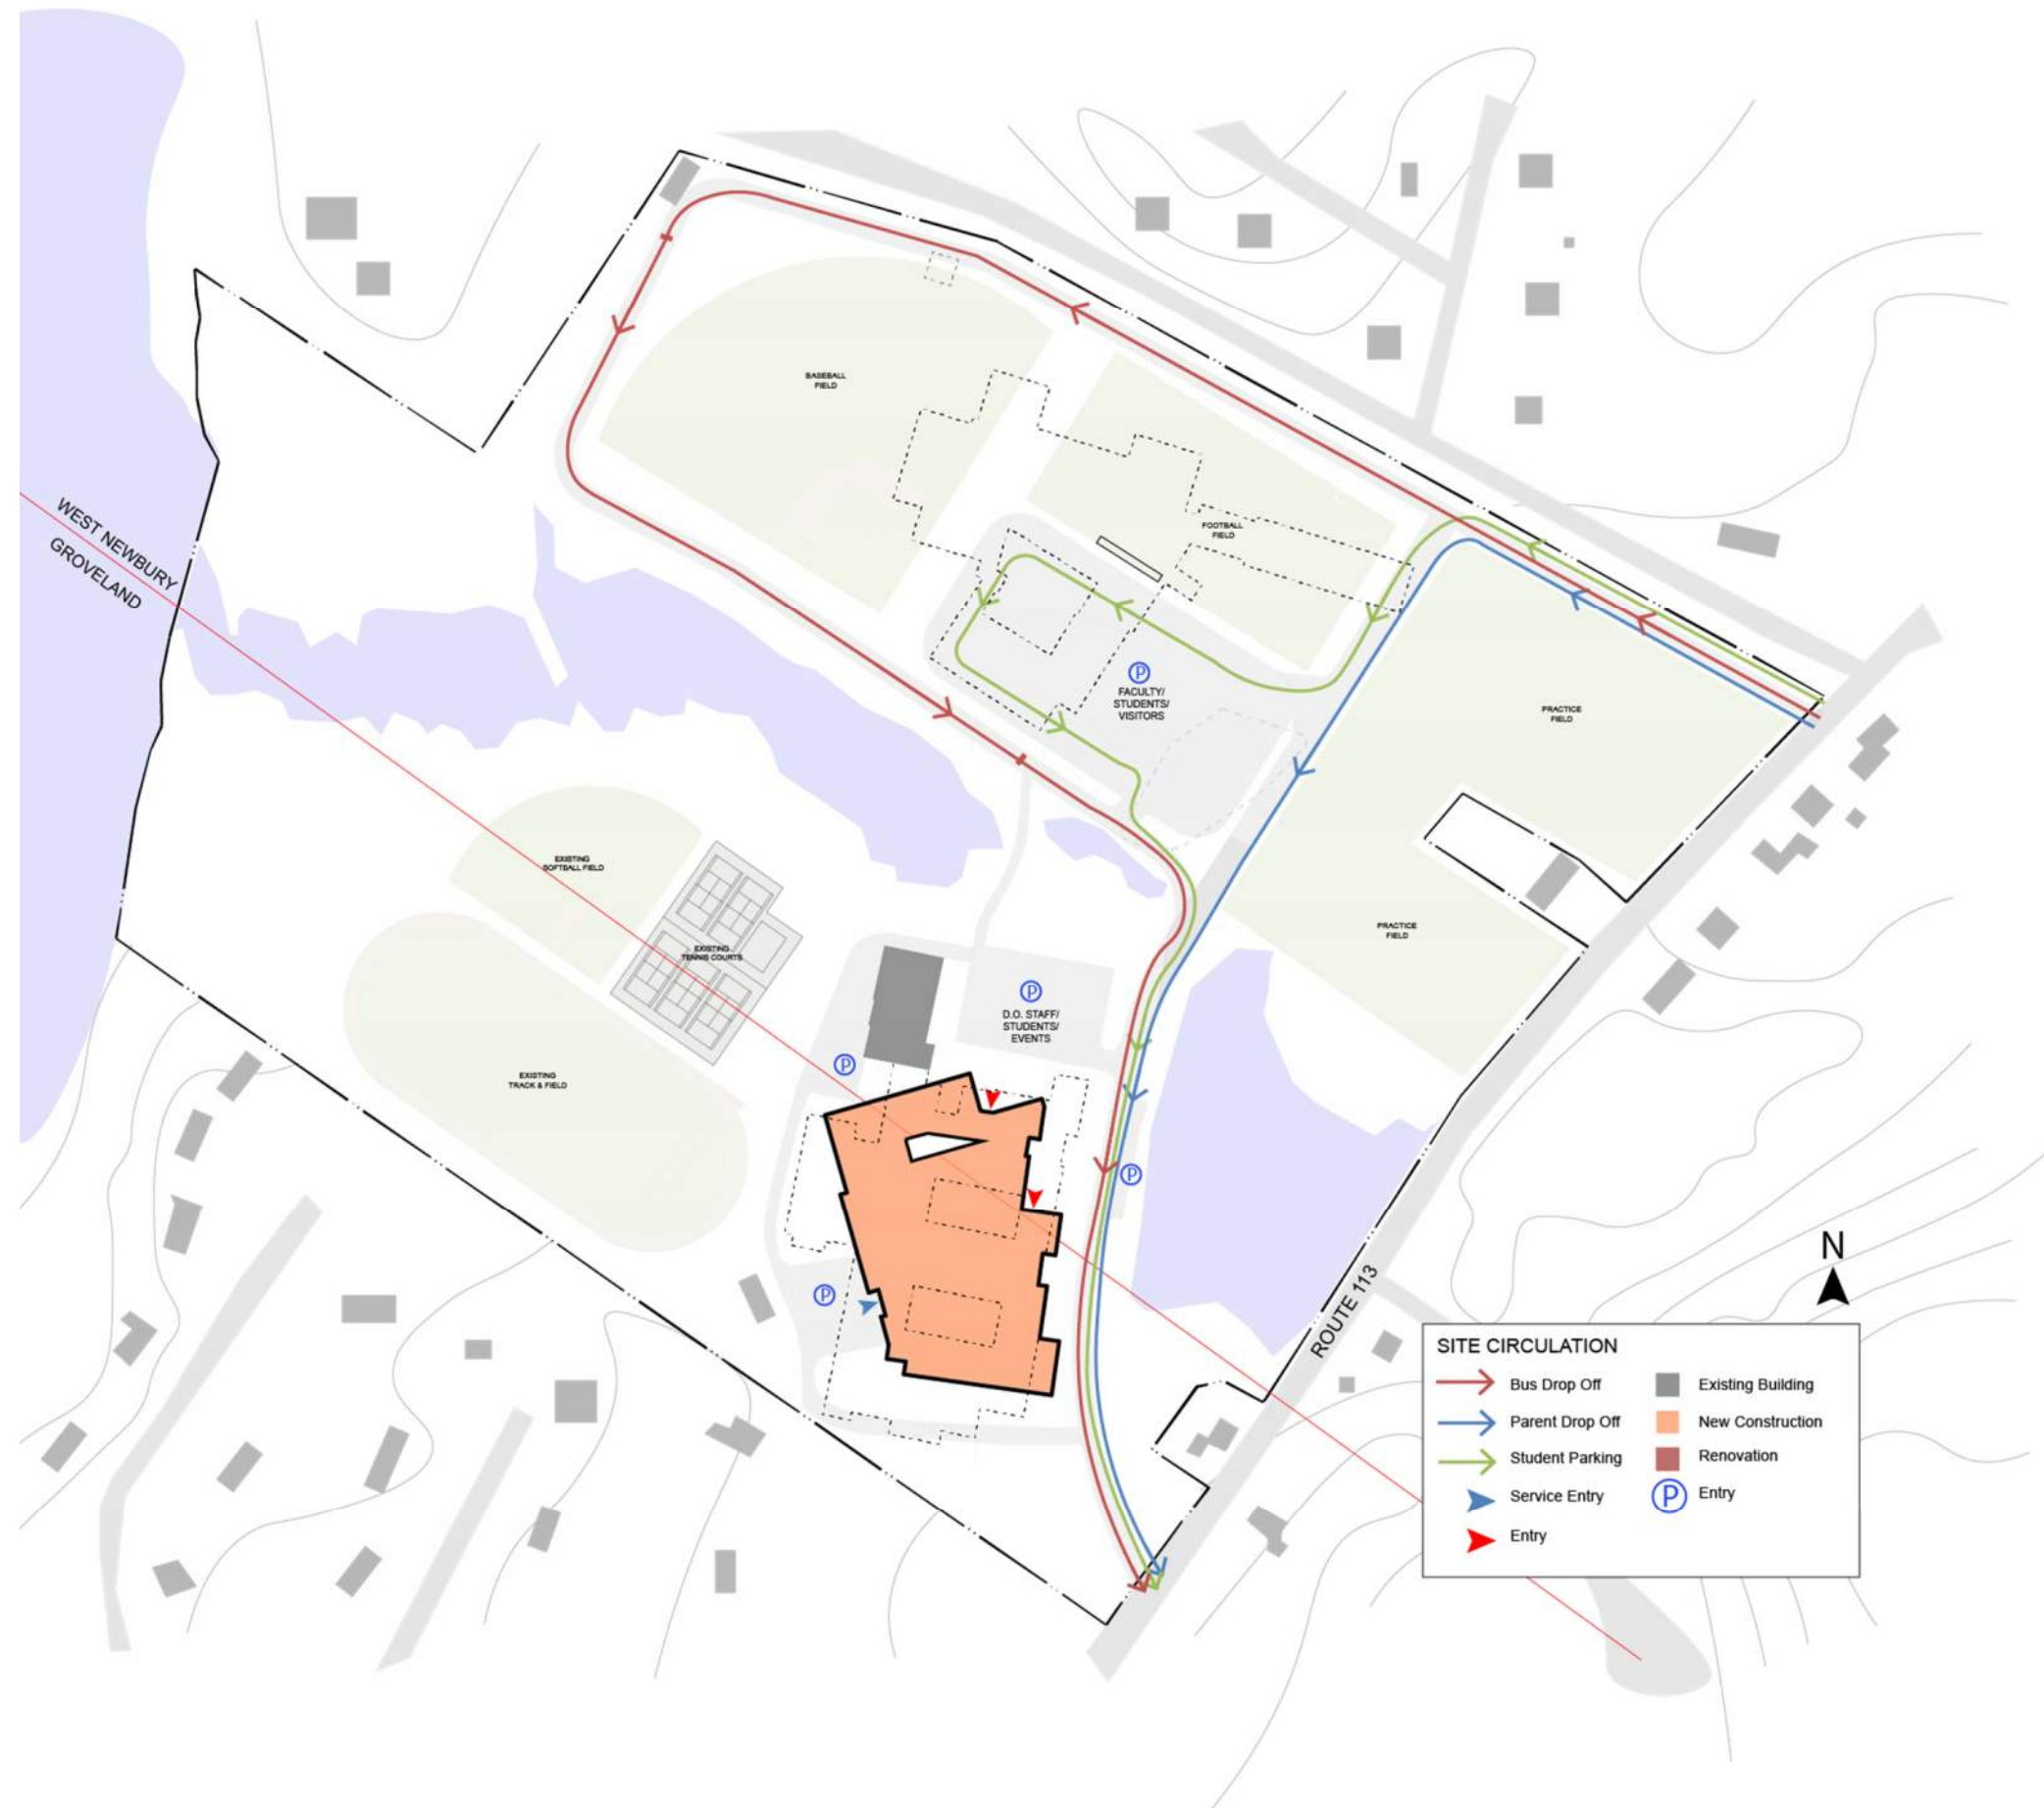 BASEBALL
FIELD
WEST NEWBURY
GROVELAND
FOOTBALL
FIELD
P
FACULTY/
STUDENTS/
VISITORS
PRACTICE
FIELD
EXISTING
SOFTBALL FIELD
EXISTING
TENNIS COURTS
PRACTICE
FIELD
P
D.O. STAFF/
STUDENTS/
EVENTS
P
EXISTING
TRACK & FIELD
P
P
ROUTE 113
N
SITE CIRCULATION
Bus Drop Off
Parent Drop Off
Student Parking
Service Entry
Entry
Existing Building
New Construction
Renovation
P Entry